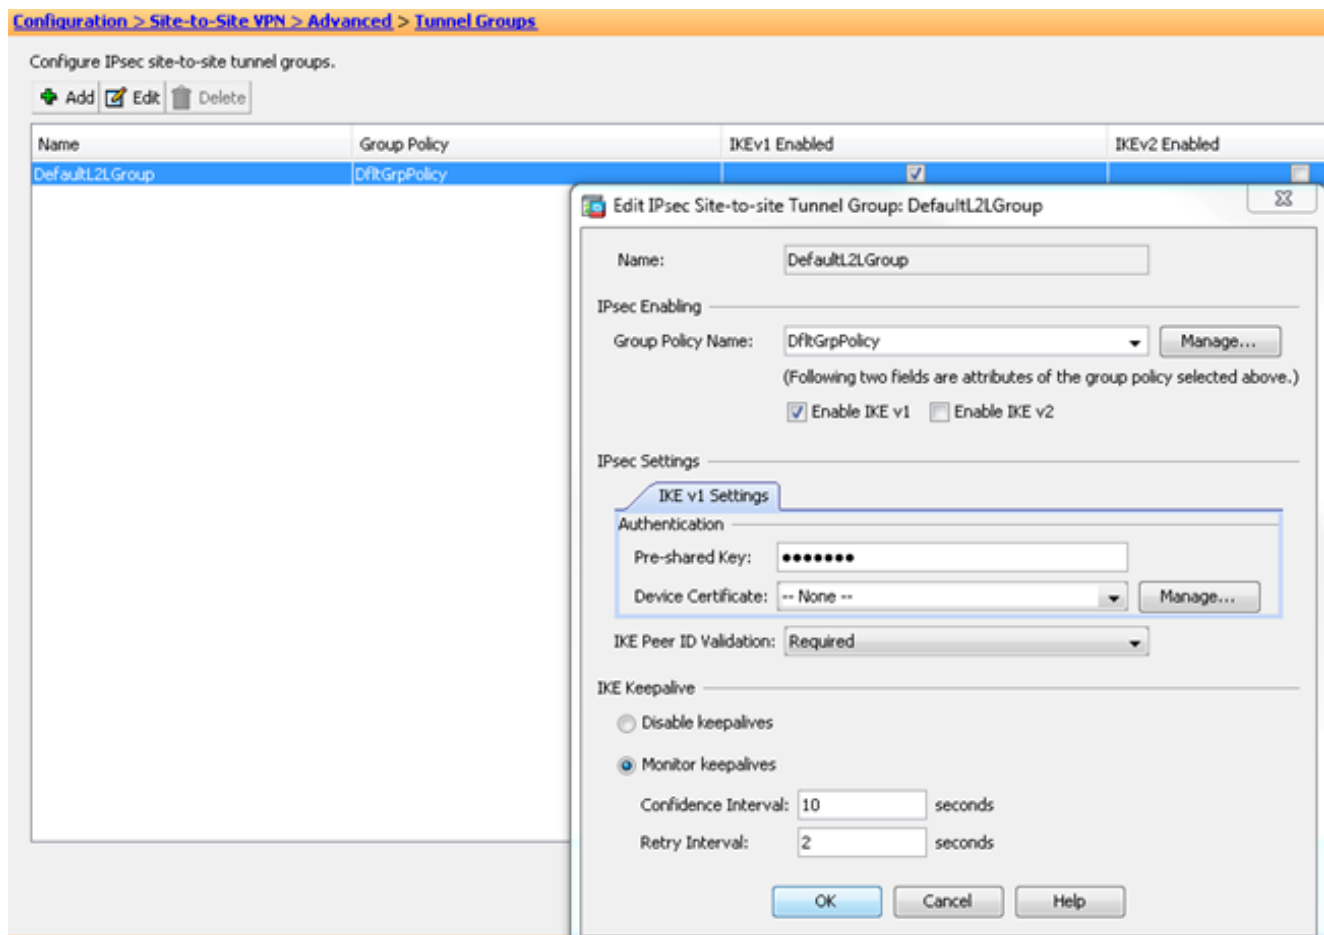 Configuration > Site-to-Site VPN > Advanced > Tunnel Groups
Configure IPsec site-to-site tunnel groups.
Add Edit Delete
Name Group Policy IKEv1 Enabled IKEv2 Enabled
DefaultL2LGroup DfltGrpPolicy
Edit IPsec Site-to-site Tunnel Group: DefaultL2LGroup
Name: DefaultL2LGroup
IPsec Enabling
Group Policy Name: DfltGrpPolicy Manage...
(Following two fields are attributes of the group policy selected above.)
Enable IKE v1 Enable IKE v2
IPsec Settings
IKE v1 Settings
Authentication
Pre-shared Key: •••••••
Device Certificate: -- None -- Manage...
IKE Peer ID Validation: Required
IKE Keepalive
Disable keepalives
Monitor keepalives
Confidence Interval: 10 seconds
Retry Interval: 2 seconds
OK Cancel Help